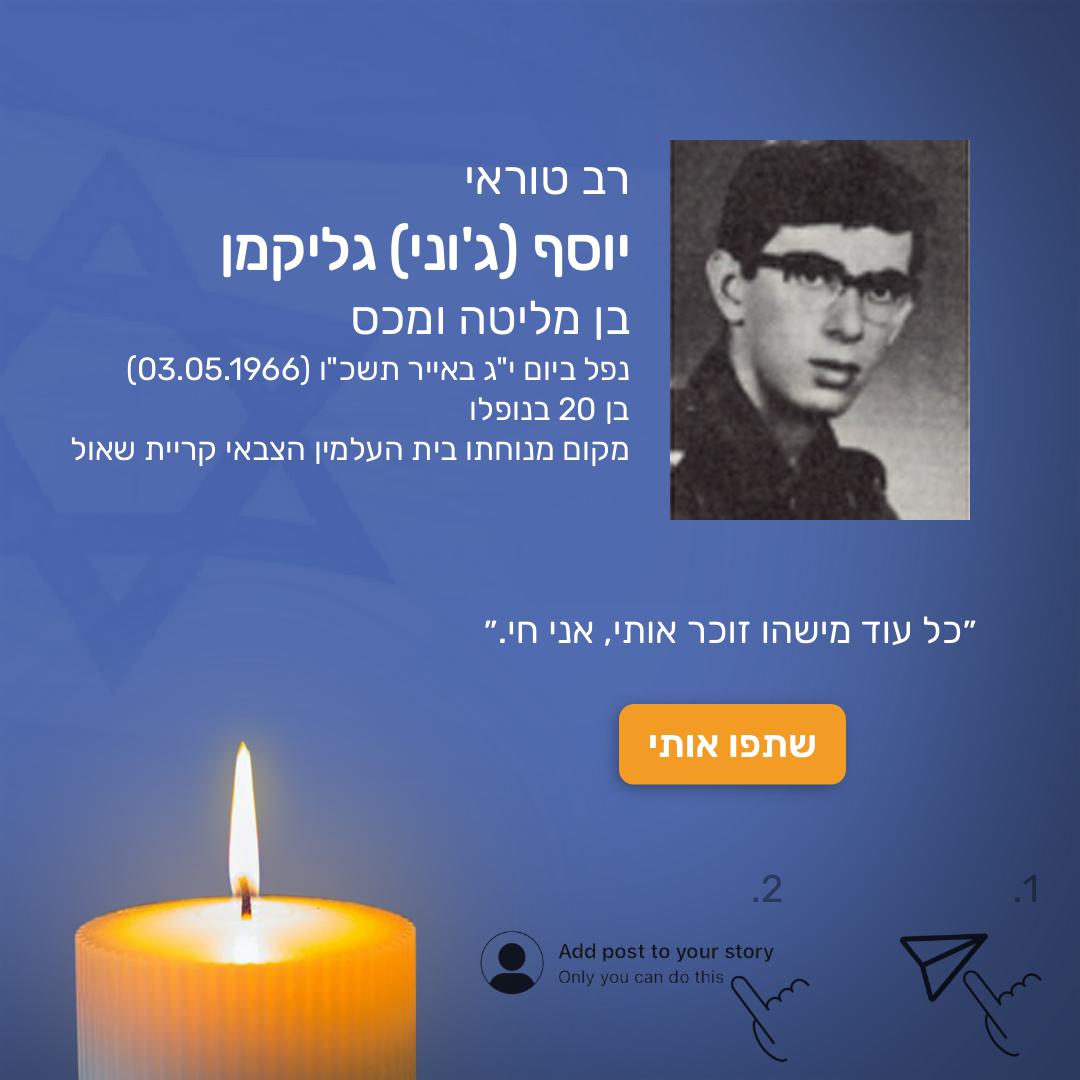 רב טוראי
יוסף (ג'וני) גליקמן
בן מליטה ומכס
נפל ביום י"ג באייר תשכ"ו (03.05.1966)
בן 20 בנופלו
מקום מנוחתו בית העלמין הצבאי קריית שאול
״כל עוד מישהו זוכר אותי, אני חי.״
שתפו אותי
1.
2.
Add post to your story
Only you can do this